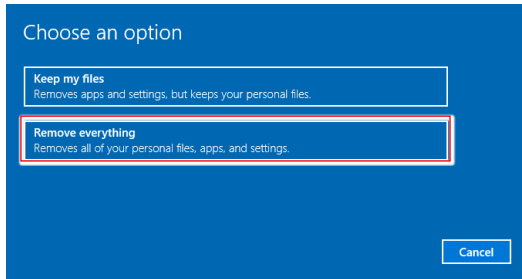 Choose an option
Keep my files
Removes apps and settings, but keeps your personal files.
Remove everything
Removes all of your personal files, apps, and settings.
Cancel